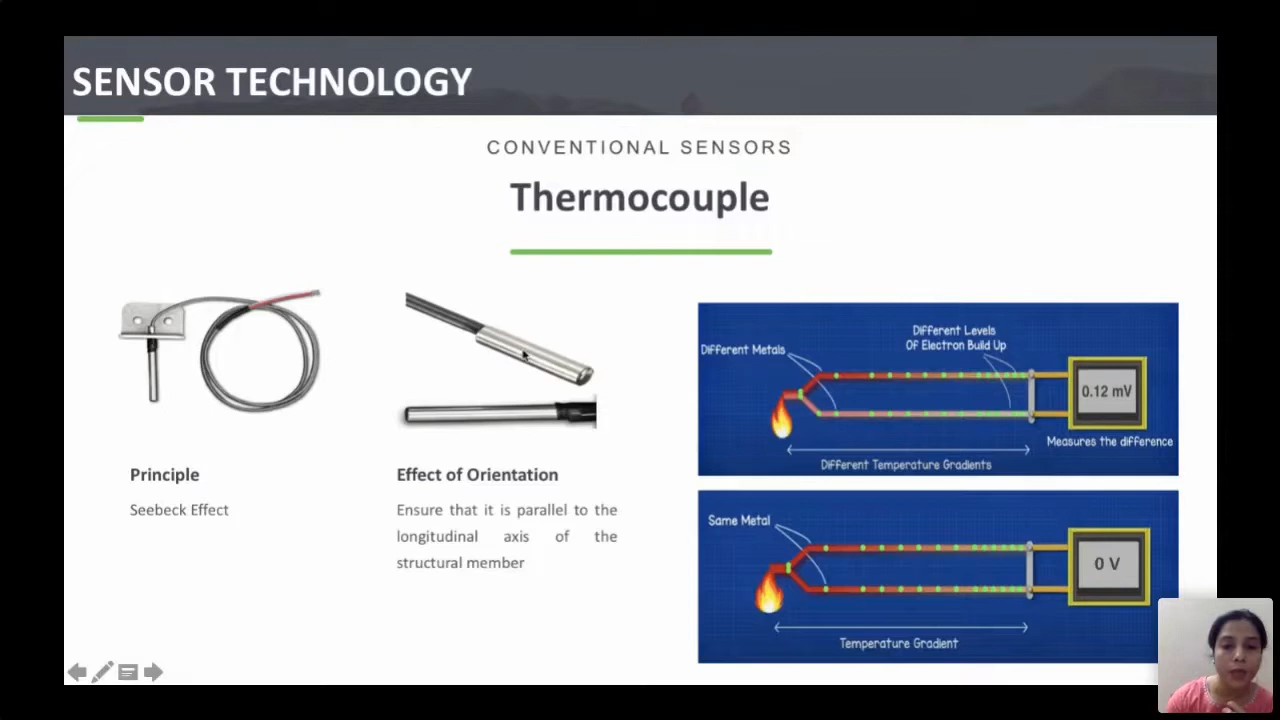 SENSOR TECHNOLOGY
CONVENTIONAL SENSORS
Thermocouple
Principle
Seebeck Effect
Effect of Orientation
Ensure that it is parallel to the
longitudinal axis of the
structural member
Different Metals
Different Levels
Of Electron Build Up
0.12 mV
Measures the difference
Different Temperature Gradients
Same Metal
0 V
Temperature Gradient